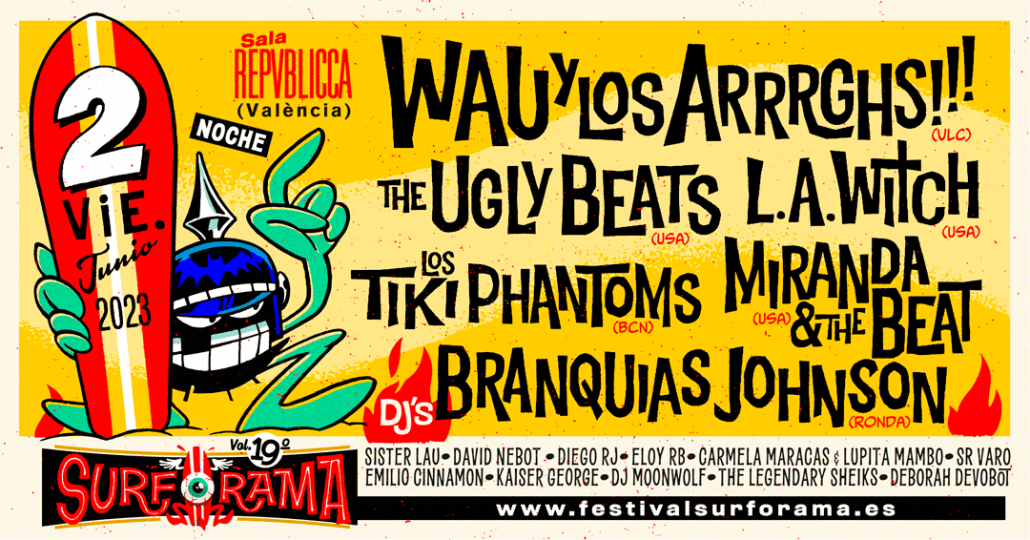 2
ViE.
Junio
2023
Sala
REPVBLICCA
(València)
NOCHE
WAU y LOS ARRRGHS!!!
(VLC)
THE UGLY BEATS
(USA)
L.A. WITCH
(USA)
LOS
TIKI PHANTOMS
(BCN)
MIRANDA
(USA)
& THE BEAT
BRANQUIAS JOHNSON
(RONDA)
DJ's
SISTER LAU • DAVID NEBOT • DIEGO RJ • ELOY RB • CARMELA MARACAS & LUPITA MAMBO • SR VARO
EMILIO CINNAMON • KAISER GEORGE • DJ MOONWOLF • THE LEGENDARY SHEIKS • DEBORAH DEVOBOT
Vol. 19º
SURFORAMA
www.festivalsurforama.es